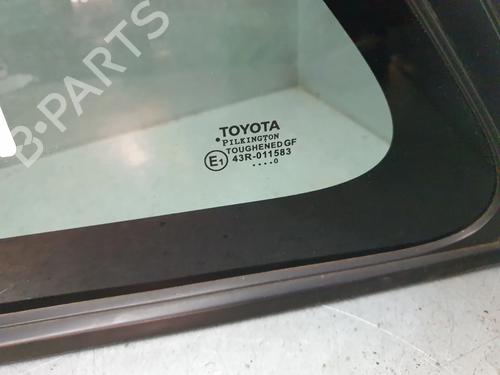 B-PARTS
TOYOTA
•PILKINGTON
TOUGHENED GF
E1 43R-011583
....0